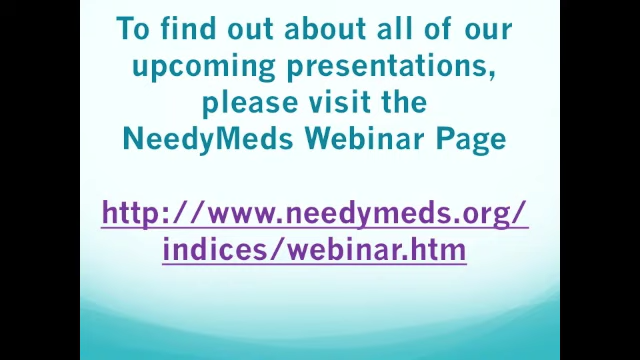 To find out about all of our
upcoming presentations,
please visit the
NeedyMeds Webinar Page
http://www.needymeds.org/
indices/webinar.htm